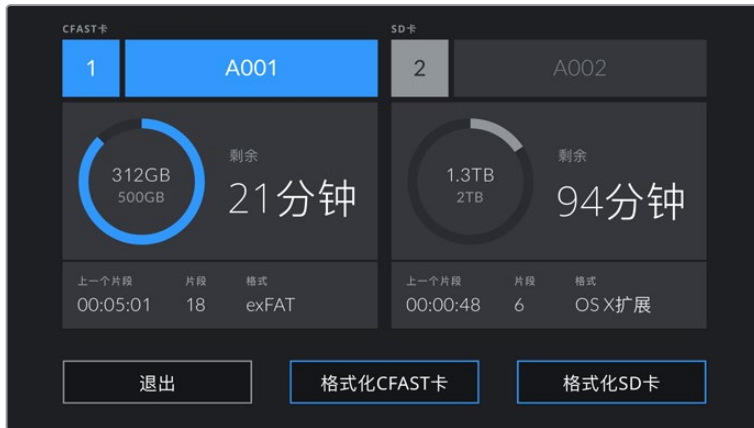 CFAST卡
SD卡
1
A001
2
A002
312GB
500GB
剩余
21分钟
1.3TB
2TB
剩余
94分钟
上一个片段 片段 格式
00:05:01 18 exFAT
上一个片段 片段 格式
00:00:48 6 OS X扩展
退出
格式化CFAST卡
格式化SD卡